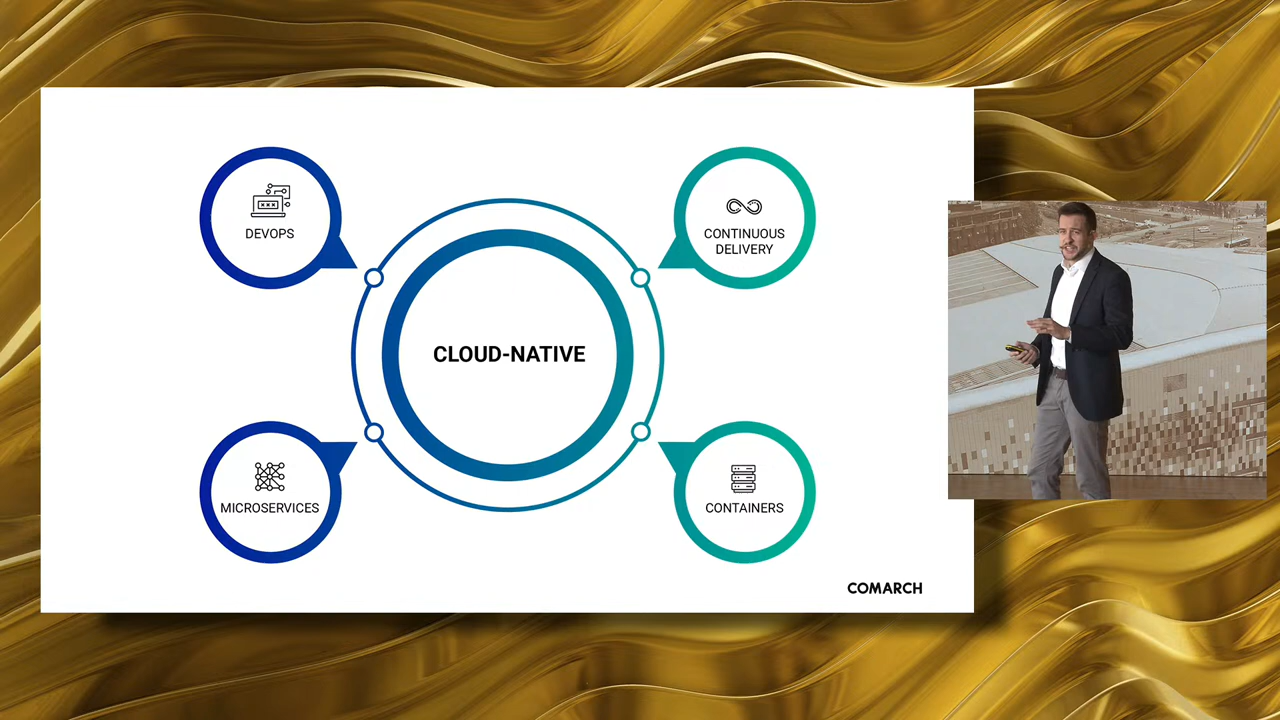 DEVOPS
CONTINUOUS
DELIVERY
CLOUD-NATIVE
MICROSERVICES
CONTAINERS
COMARCH